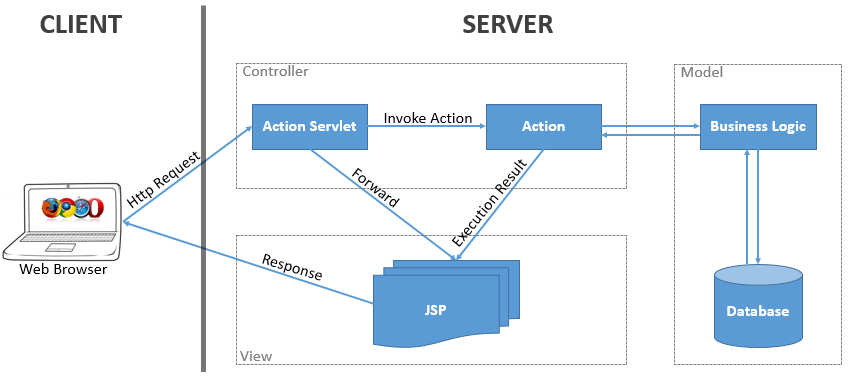 CLIENT
SERVER
Controller
Model
Action Servlet
Invoke Action
Action
Business Logic
Http Request
Forward
Execution Result
Web Browser
Response
JSP
Database
View